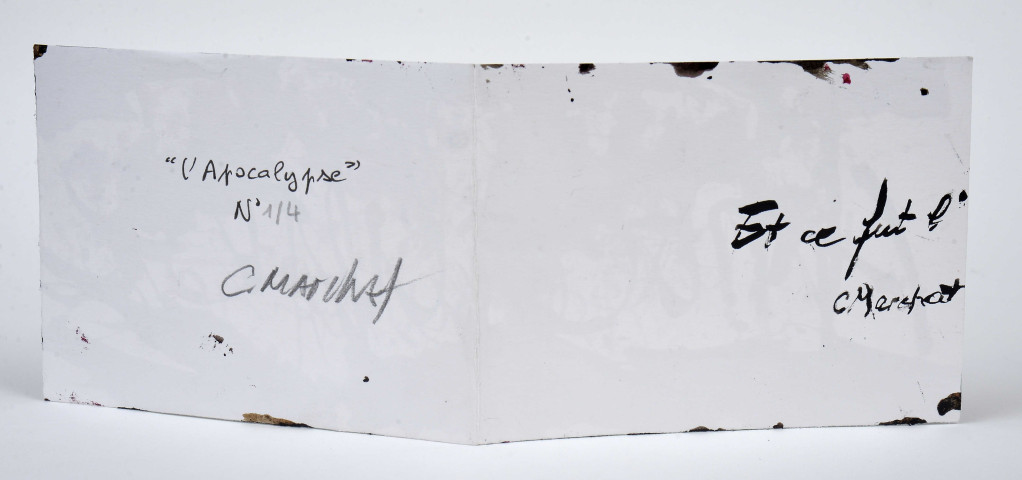 "l'Apocalypse"
N° 1/4
C. Marchat
Et ce fut l'
C Marchat